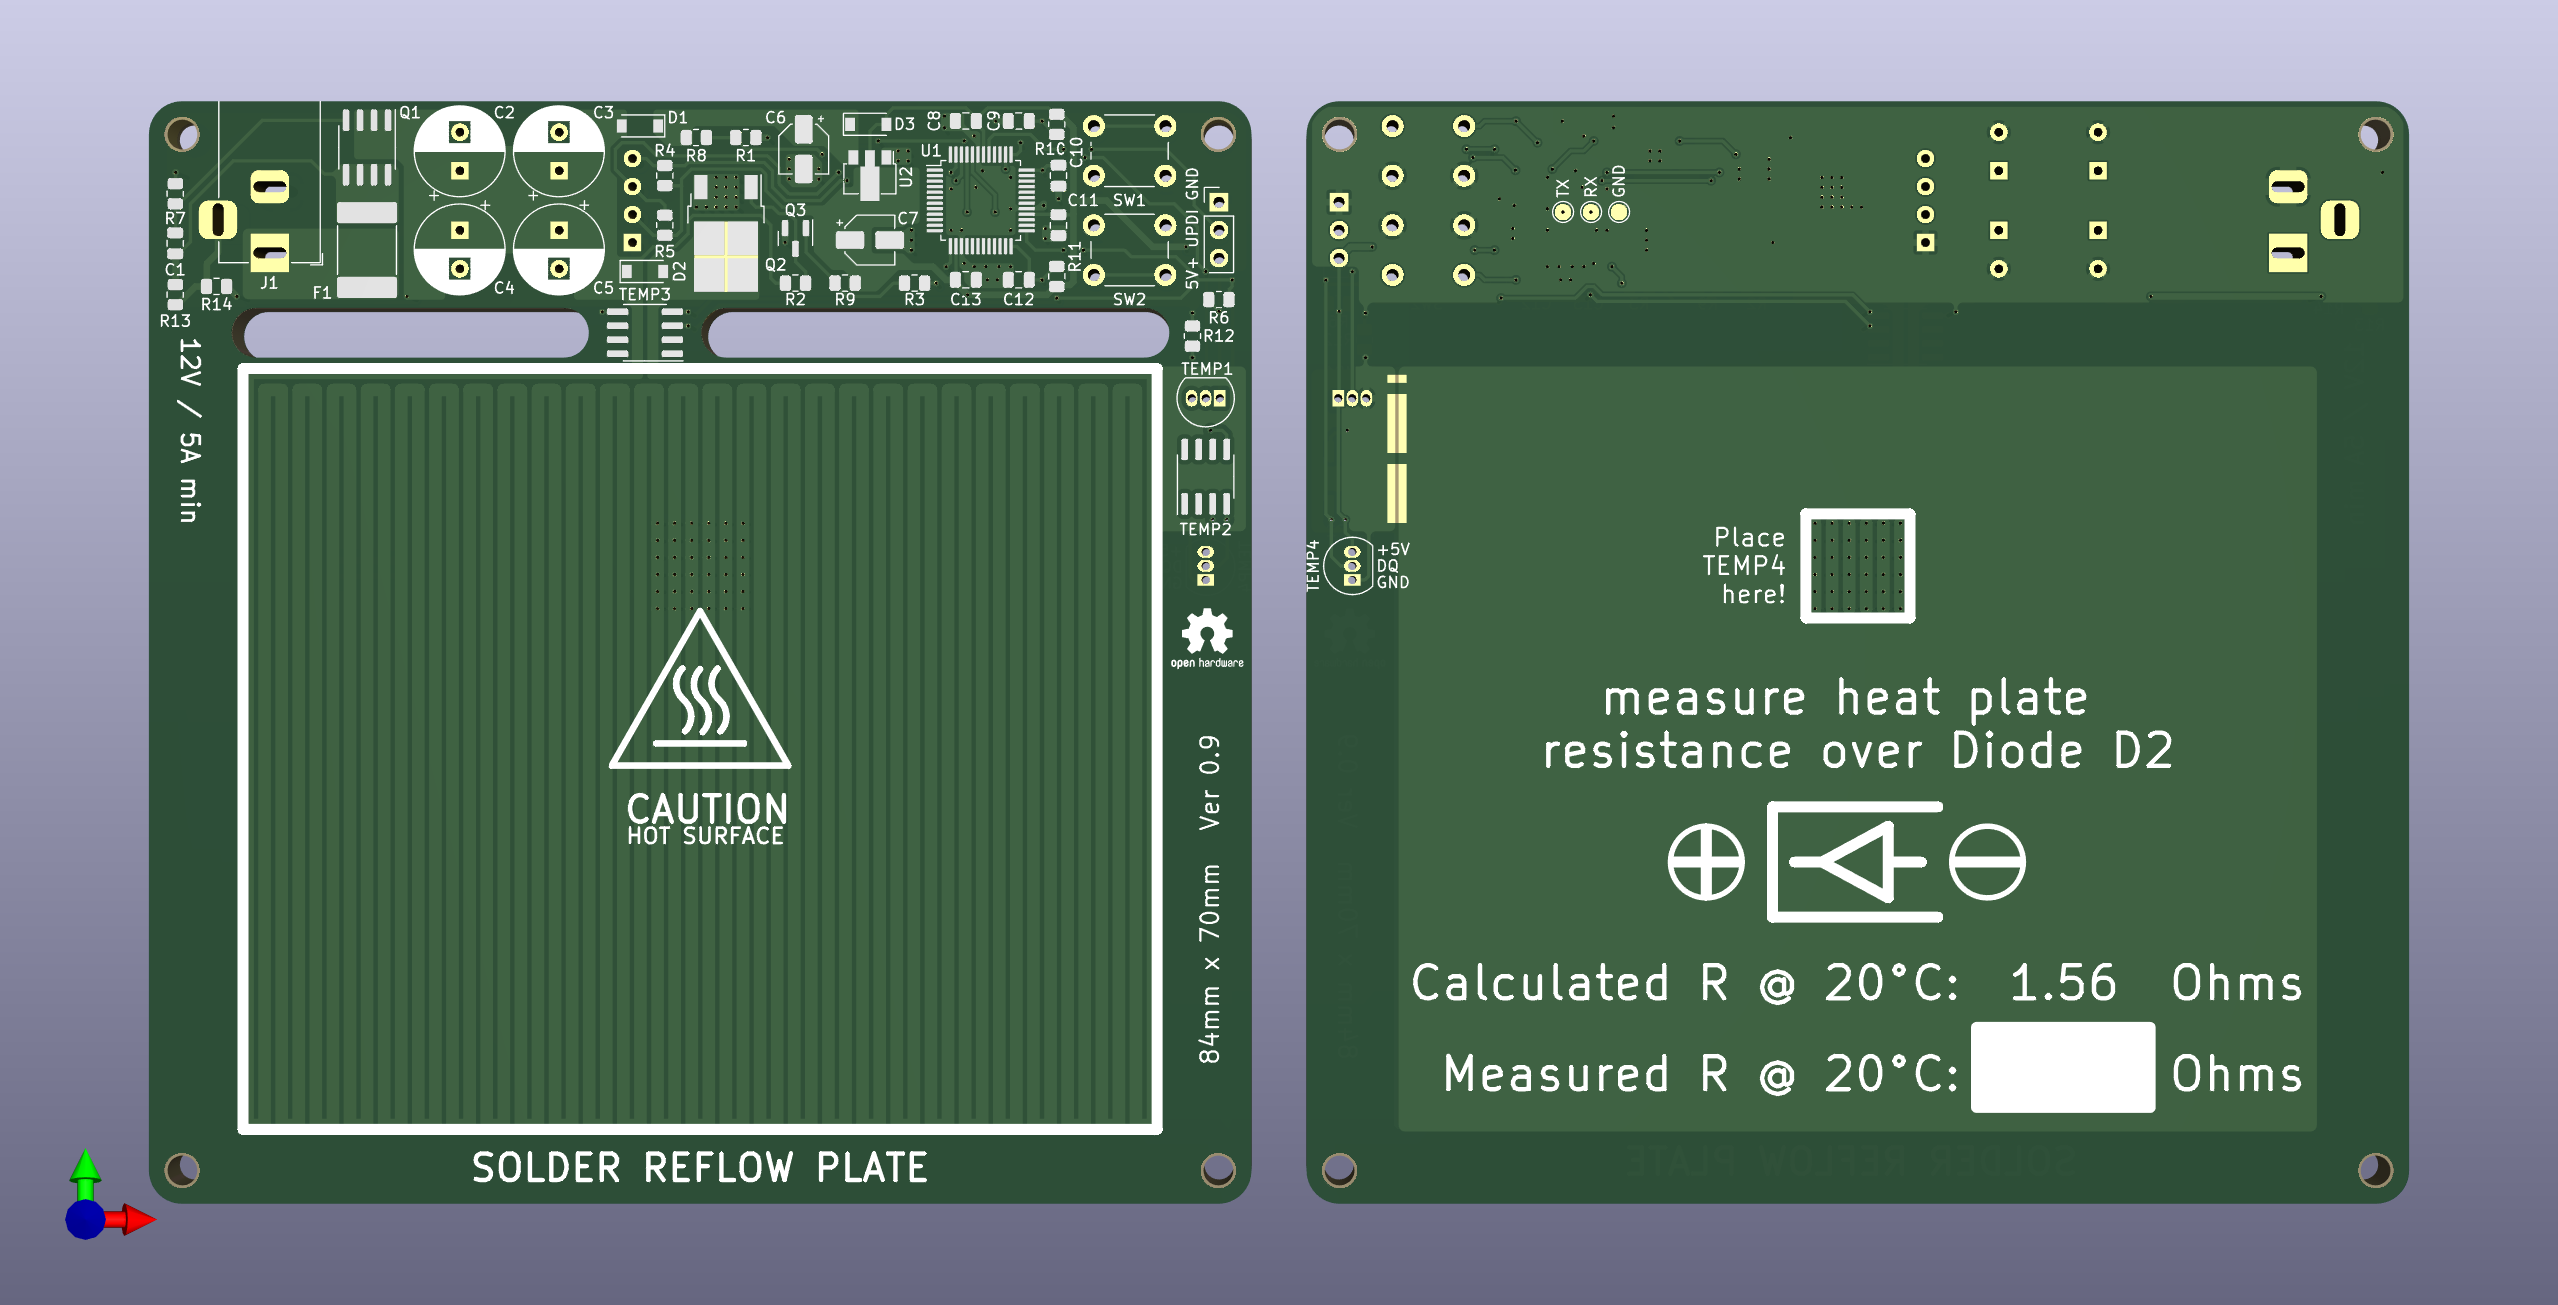 Q1
C2
C3
D1
C6
D3
C8
C9
R4
R8
R1
U1
R10
C10
U2
GND
R7
C11
SW1
Q3
C7
UPDI
R5
R11
C1
J1
Q2
D2
5V+
F1
C4
C5
TEMP3
R2
R9
R3
C13
C12
SW2
R14
R13
R6
R12
12V / 5A min
TEMP1
TEMP2
open hardware
CAUTION
HOT SURFACE
84mm x 70mm Ver 0.9
SOLDER REFLOW PLATE
TX
RX
GND
TEMP4
+5V
DQ
GND
Place
TEMP4
here!
measure heat plate
resistance over Diode D2
Calculated R @ 20°C: 1.56 Ohms
Measured R @ 20°C: Ohms